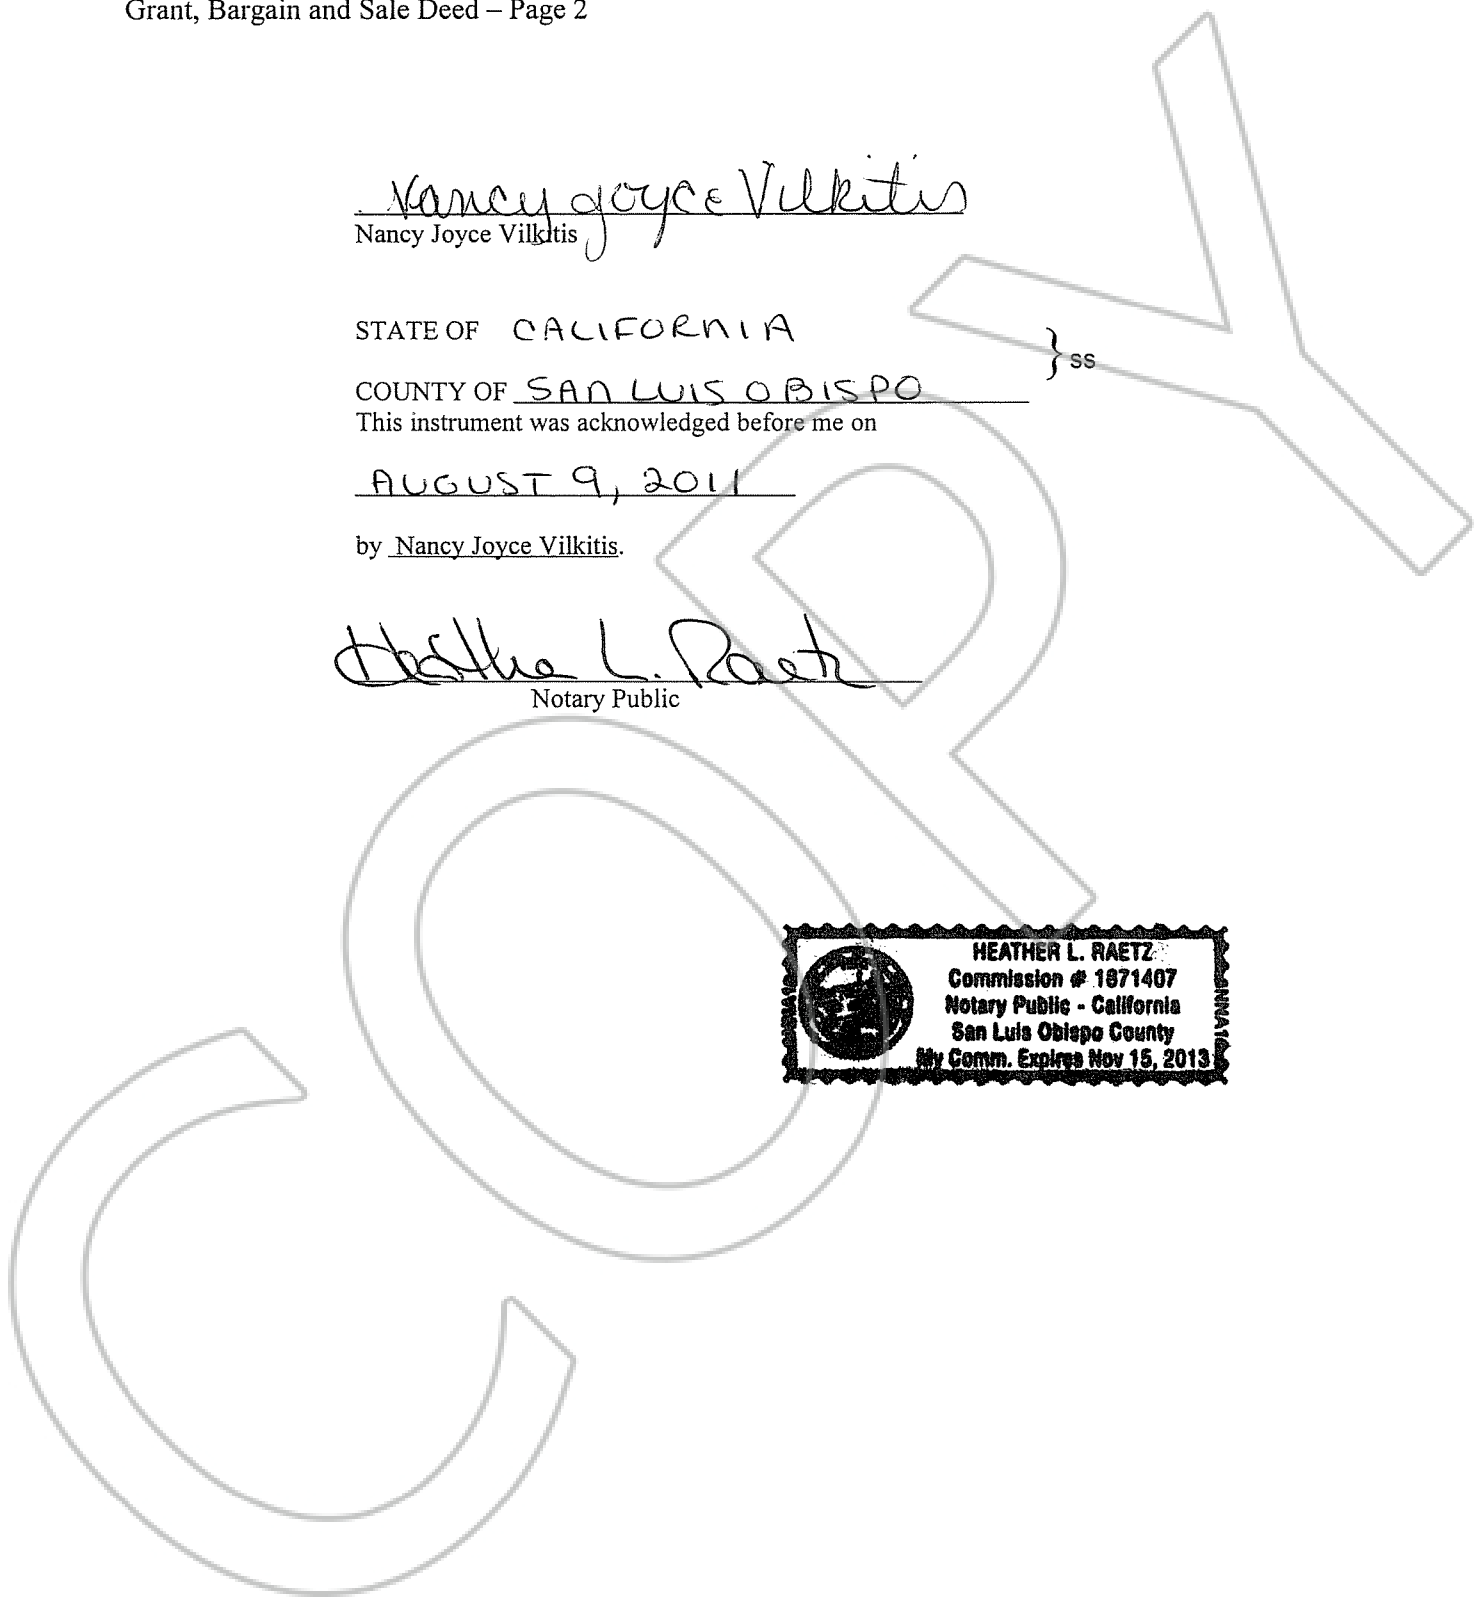 Grant, Bargain and Sale Deed – Page 2
Nancy Joyce Vilkitis
Nancy Joyce Vilkitis
STATE OF CALIFORNIA
} ss
COUNTY OF SAN LUIS OBISPO
This instrument was acknowledged before me on
AUGUST 9, 2011
by Nancy Joyce Vilkitis.
Heather L. Raetz
Notary Public
HEATHER L. RAETZ
Commission # 1871407
Notary Public - California
San Luis Obispo County
My Comm. Expires Nov 15, 2013
COPY